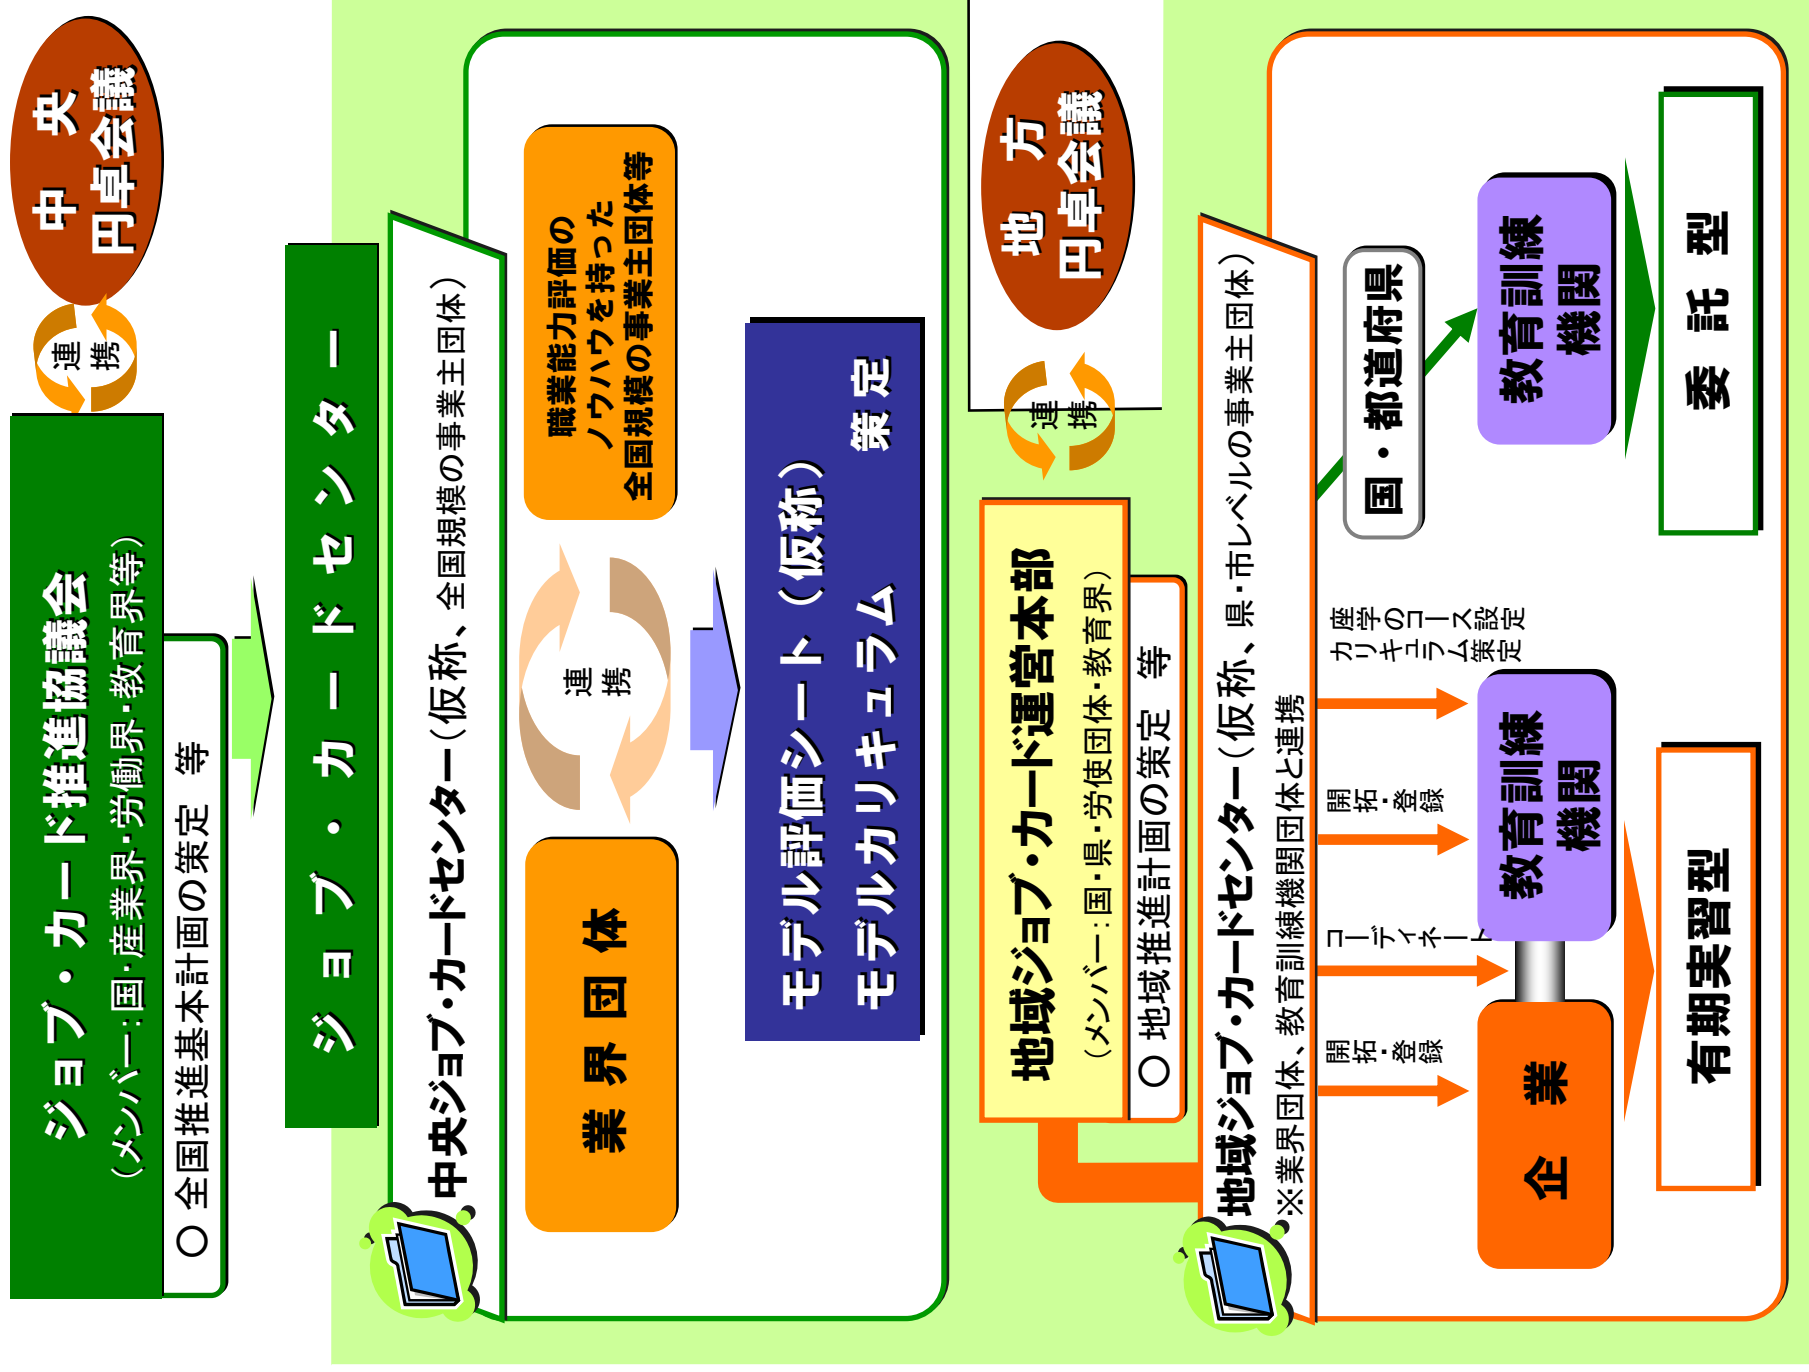 ジョブ・カード推進協議会
（メンバー：国・産業界・労働界・教育界等）
○ 全国推進基本計画の策定 等
連
携
中 央
円卓会議
ジョブ・カードセンター
中央ジョブ・カードセンター（仮称、全国規模の事業主団体）
業界団体
連
携
職業能力評価の
ノウハウを持った
全国規模の事業主団体等
モデル評価シート（仮称）
モデルカリキュラム 策定
地域ジョブ・カード運営本部
（メンバー：国・県・労使団体・教育界）
○ 地域推進計画の策定 等
連
携
地 方
円卓会議
地域ジョブ・カードセンター（仮称、県・市レベルの事業主団体）
※業界団体、教育訓練機関団体と連携
開
拓・登
録
コーディネート
開
拓・登
録
座学のコース設定
カリキュラム策定
国・都道府県
企 業
教育訓練
機関
教育訓練
機関
有期実習型
委託型